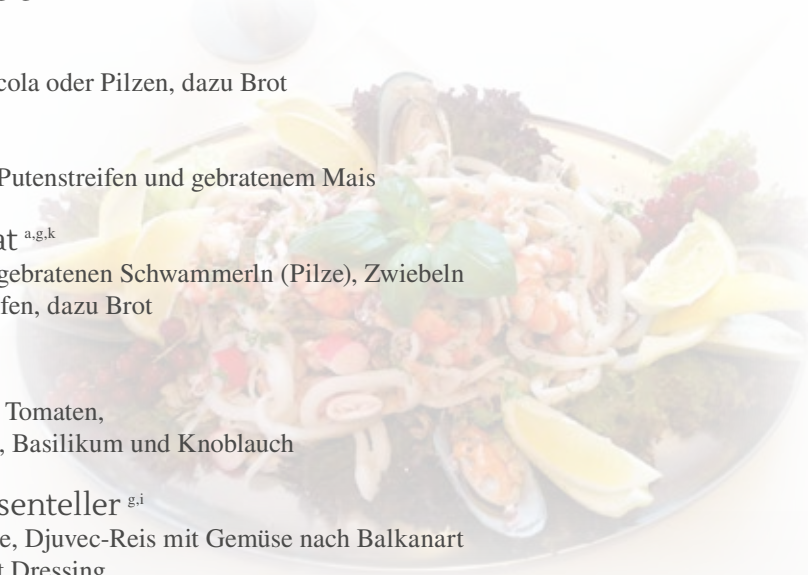 cola oder Pilzen, dazu Brot
Putenstreifen und gebratenem Mais
at a,g,k
gebratenen Schwammerln (Pilze), Zwiebeln
fen, dazu Brot
Tomaten,
, Basilikum und Knoblauch
senteller g,i
e, Djuvec-Reis mit Gemüse nach Balkanart
t Dressing